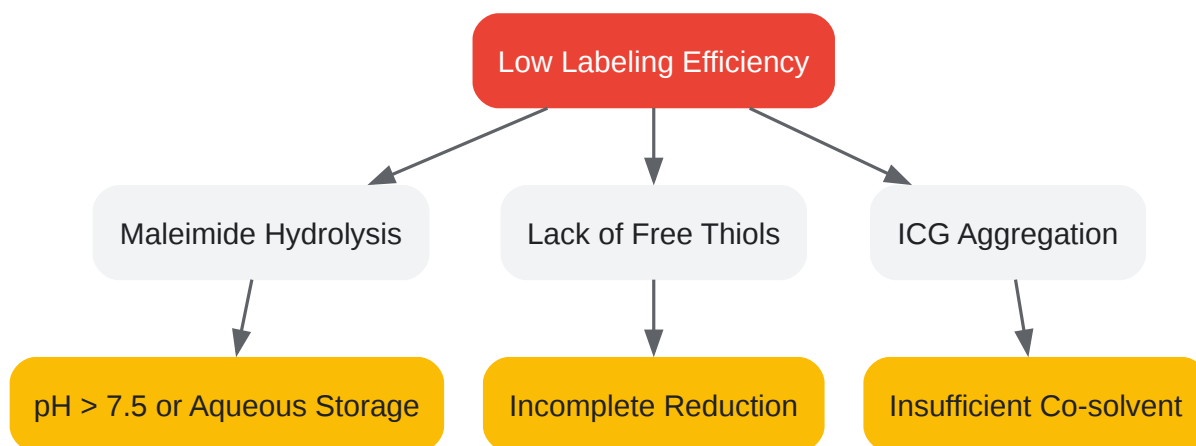 Low Labeling Efficiency
Maleimide Hydrolysis
Lack of Free Thiols
ICG Aggregation
pH > 7.5 or Aqueous Storage
Incomplete Reduction
Insufficient Co-solvent